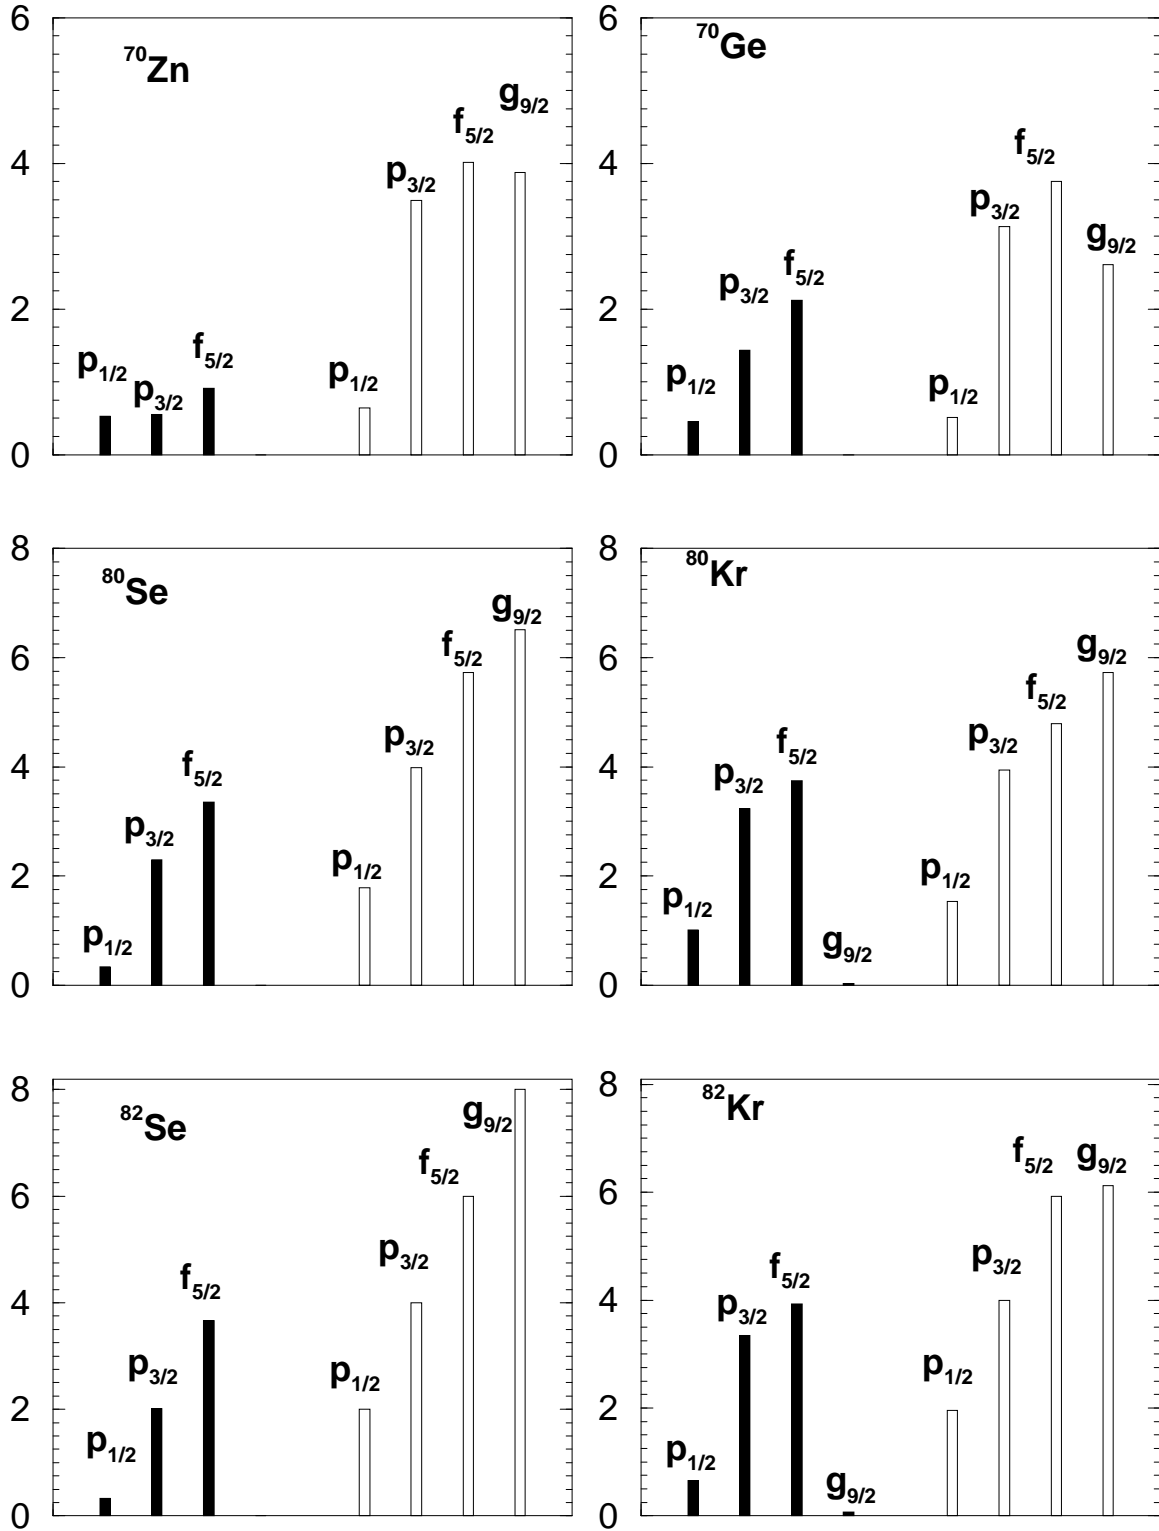 6
4
2
0
⁷⁰Zn
p₁/₂
p₃/₂
f₅/₂
p₁/₂
p₃/₂
f₅/₂
g₉/₂
6
4
2
0
⁷⁰Ge
p₁/₂
p₃/₂
f₅/₂
p₁/₂
p₃/₂
f₅/₂
g₉/₂
8
6
4
2
0
⁸⁰Se
p₁/₂
p₃/₂
f₅/₂
p₁/₂
p₃/₂
f₅/₂
g₉/₂
8
6
4
2
0
⁸⁰Kr
p₁/₂
p₃/₂
f₅/₂
g₉/₂
p₁/₂
p₃/₂
f₅/₂
g₉/₂
8
6
4
2
0
⁸²Se
p₁/₂
p₃/₂
f₅/₂
p₁/₂
p₃/₂
f₅/₂
g₉/₂
8
6
4
2
0
⁸²Kr
p₁/₂
p₃/₂
f₅/₂
g₉/₂
p₁/₂
p₃/₂
f₅/₂
g₉/₂